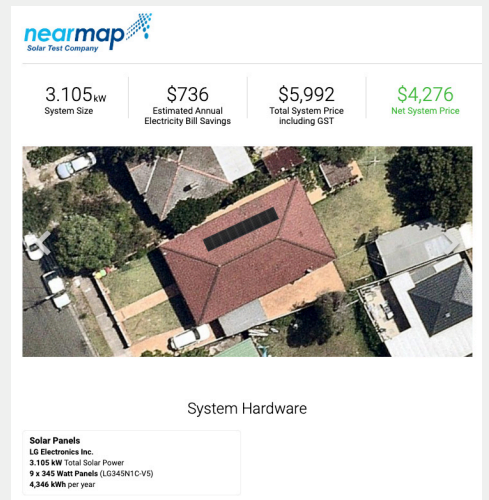 nearmap
Solar Test Company
3.105 kW
System Size
$736
Estimated Annual
Electricity Bill Savings
$5,992
Total System Price
including GST
$4,276
Net System Price
System Hardware
Solar Panels
LG Electronics Inc.
3.105 kW Total Solar Power
9 x 345 Watt Panels (LG345N1C-V5)
4,346 kWh per year